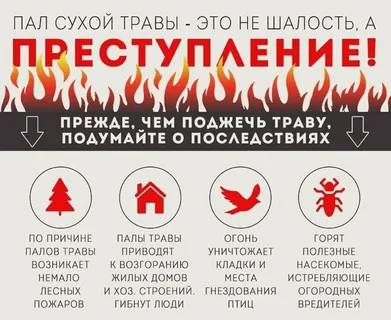 ПАЛ СУХОЙ ТРАВЫ - ЭТО НЕ ШАЛОСТЬ, А
ПРЕСТУПЛЕНИЕ!
ПРЕЖДЕ, ЧЕМ ПОДЖЕЧЬ ТРАВУ,
ПОДУМАЙТЕ О ПОСЛЕДСТВИЯХ
ПО ПРИЧИНЕ
ПАЛОВ ТРАВЫ
ВОЗНИКАЕТ
НЕМАЛО
ЛЕСНЫХ
ПОЖАРОВ
ПАЛЫ ТРАВЫ
ПРИВОДЯТ
К ВОЗГОРАНИЮ
ЖИЛЫХ ДОМОВ
И ХОЗ. СТРОЕНИЙ.
ГИБНУТ ЛЮДИ
ОГОНЬ
УНИЧТОЖАЕТ
КЛАДКИ И
МЕСТА
ГНЕЗДОВАНИЯ
ПТИЦ
ГОРЯТ
ПОЛЕЗНЫЕ
НАСЕКОМЫЕ,
ИСТРЕБЛЯЮЩИЕ
ОГОРОДНЫХ
ВРЕДИТЕЛЕЙ